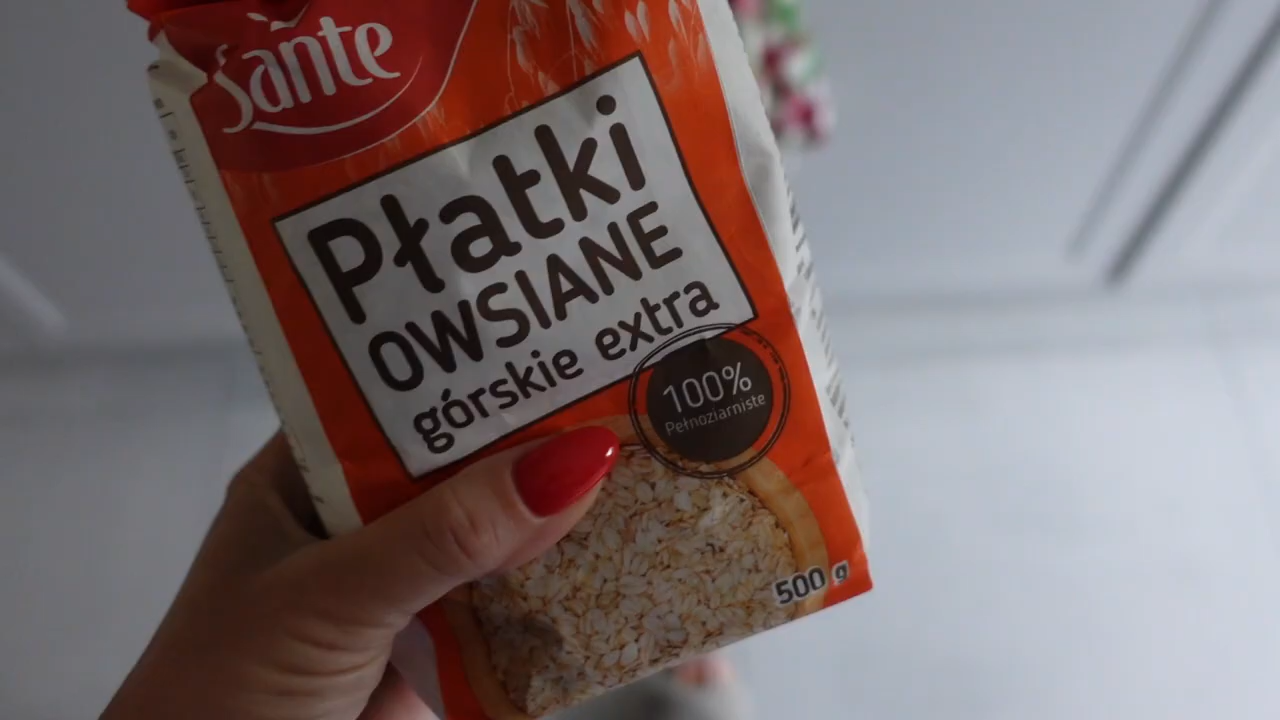 Sante
Płatki
OWSIANE
górskie extra
100%
Pełnoziarniste
500 g